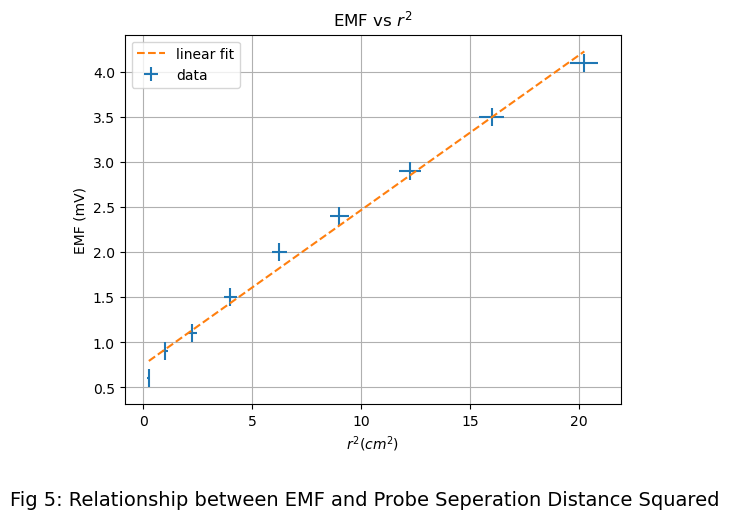 EMF vs r²
linear fit
data
4.0
3.5
3.0
2.5
2.0
1.5
1.0
0.5
EMF (mV)
0 5 10 15 20
r²(cm²)
Fig 5: Relationship between EMF and Probe Seperation Distance Squared